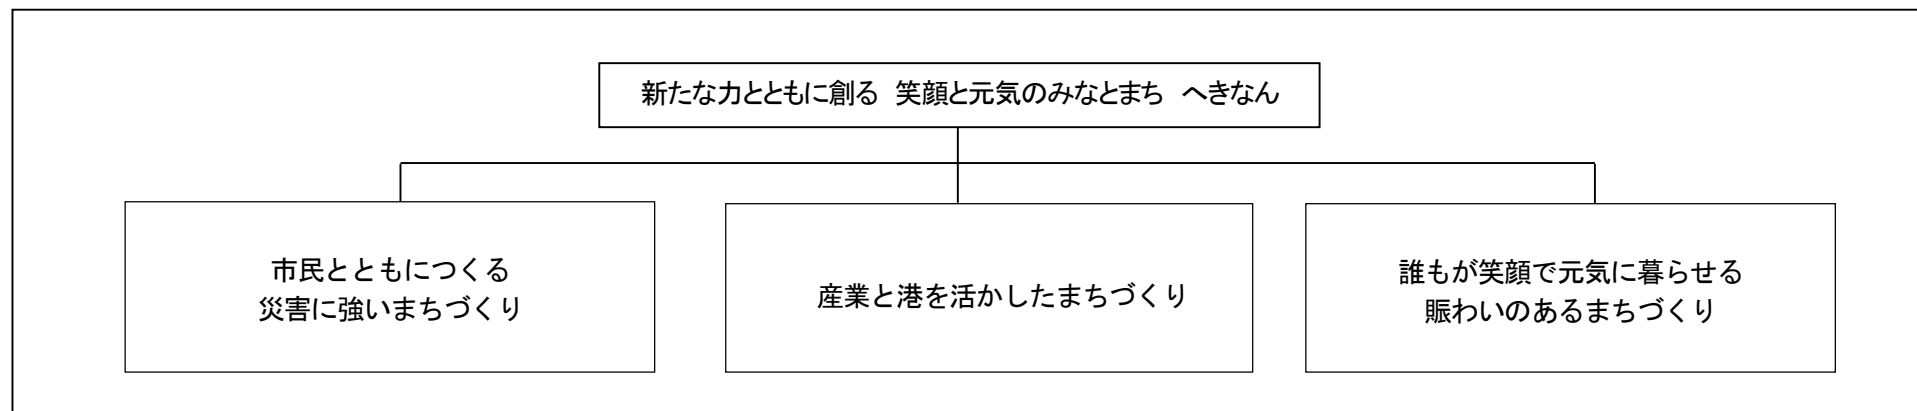 新たな力とともに創る 笑顔と元気のみなとまち へきなん
市民とともにつくる
災害に強いまちづくり
産業と港を活かしたまちづくり
誰もが笑顔で元気に暮らせる
賑わいのあるまちづくり